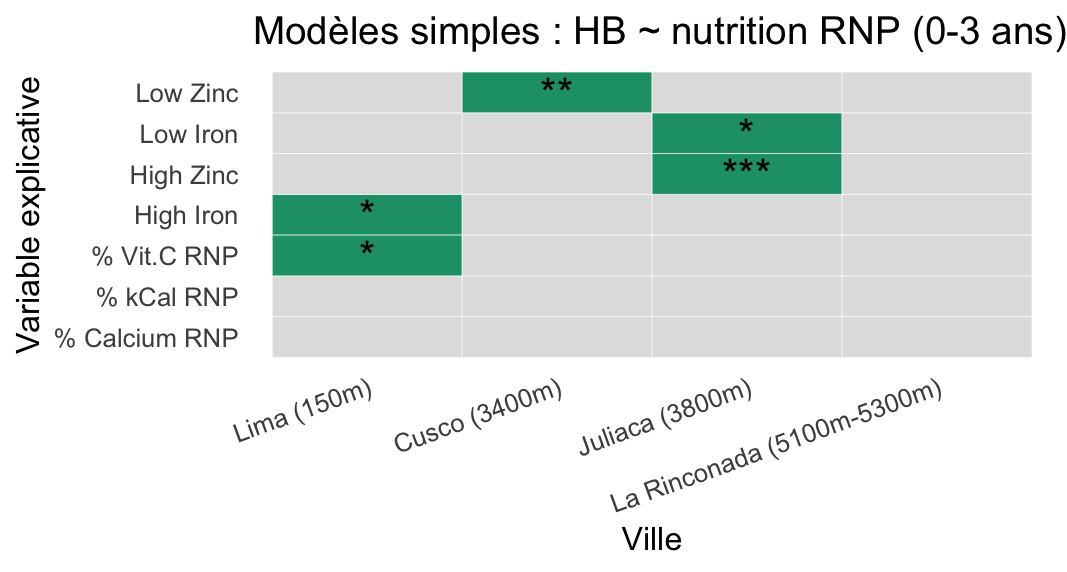 Modèles simples : HB ~ nutrition RNP (0-3 ans)
Variable explicative
Low Zinc
**
Low Iron
*
High Zinc
***
High Iron
*
% Vit.C RNP
*
% kCal RNP
% Calcium RNP
Lima (150m)
Cusco (3400m)
Juliaca (3800m)
La Rinconada (5100m-5300m)
Ville